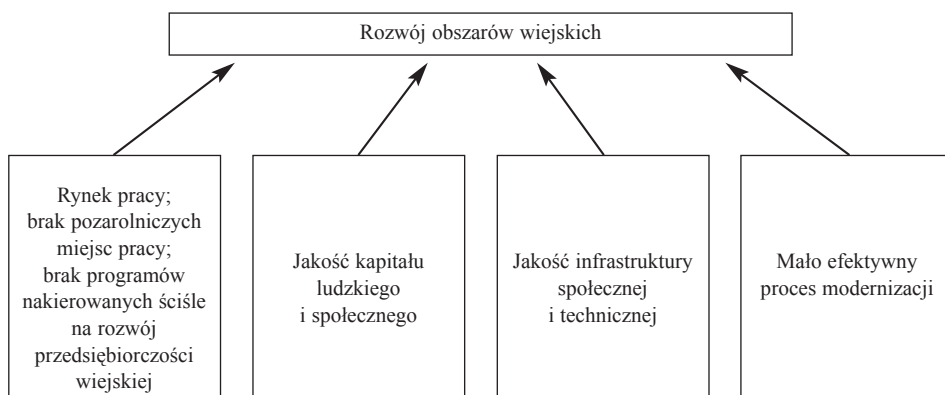 Rozwój obszarów wiejskich
Rynek pracy;
brak pozarolniczych
miejsc pracy;
brak programów
nakierowanych ściśle
na rozwój
przedsiębiorczości
wiejskiej
Jakość kapitału
ludzkiego
i społecznego
Jakość infrastruktury
społecznej
i technicznej
Mało efektywny
proces modernizacji